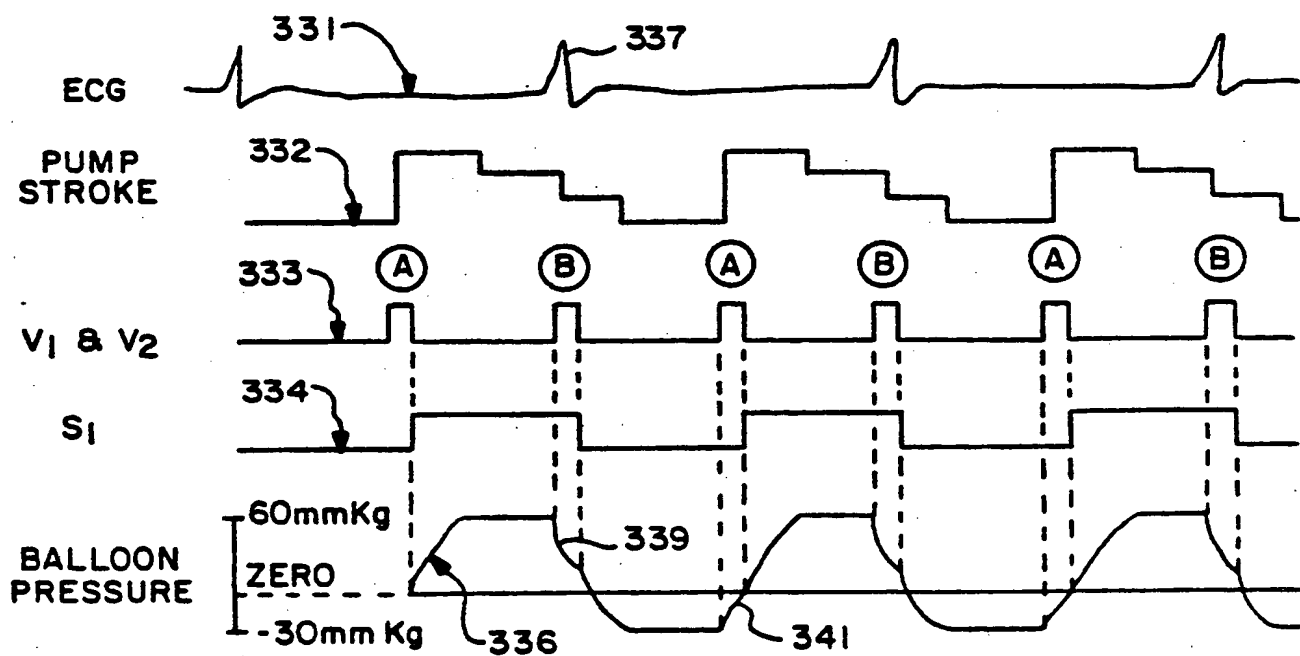 331
337
ECG
332
PUMP
STROKE
A B A B A B
333
V1 & V2
334
S1
60mmKg
339
BALLOON
PRESSURE
ZERO
-30mm Kg
336
341